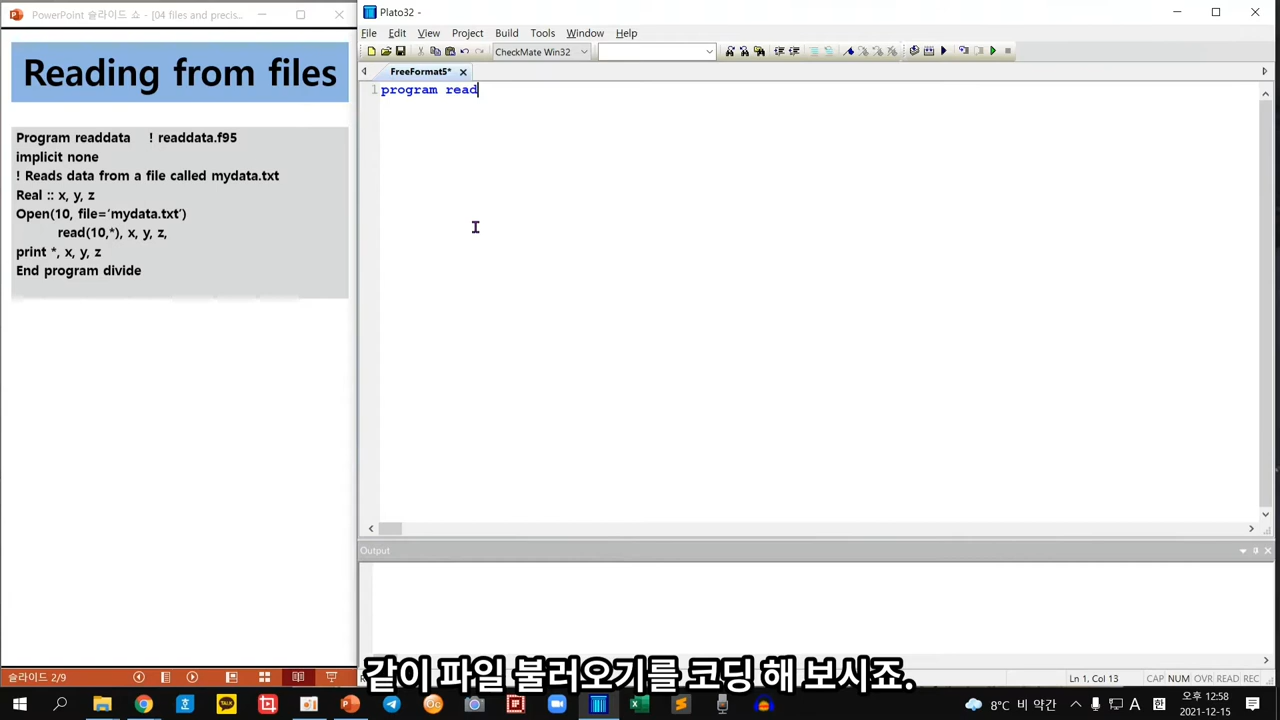 PowerPoint 슬라이드 쇼 - [04 files and precis...
Reading from files
Program readdata ! readdata.f95
implicit none
! Reads data from a file called mydata.txt
Real :: x, y, z
Open(10, file=‘mydata.txt’)
read(10,*), x, y, z,
print *, x, y, z
End program divide
슬라이드 2/9
Plato32 -
File Edit View Project Build Tools Window Help
CheckMate Win32
FreeFormat5*
1 program read
Output
같이 파일 불러오기를 코딩 해 보시죠.
Ln 1, Col 13 CAP NUM OVR READ REC
8°C 비 약간
A 한
오후 12:58
2021-12-15